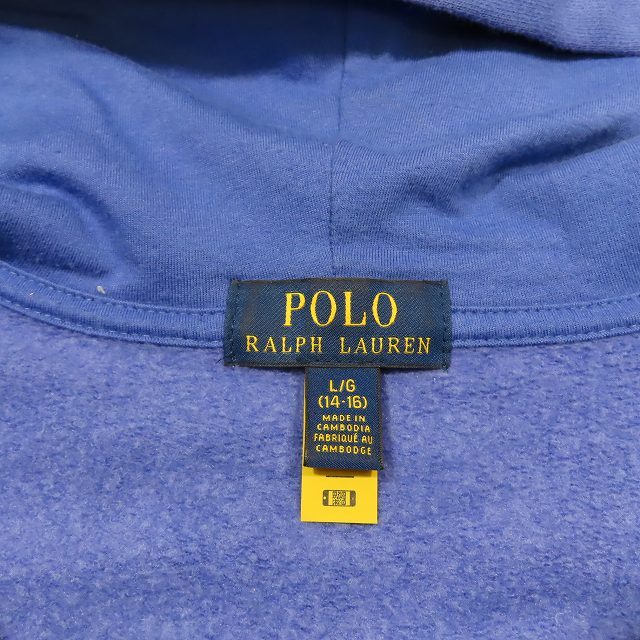 POLO
RALPH LAUREN
L/G
(14-16)
MADE IN
CAMBODIA
FABRIQUÉ AU
CAMBODGE